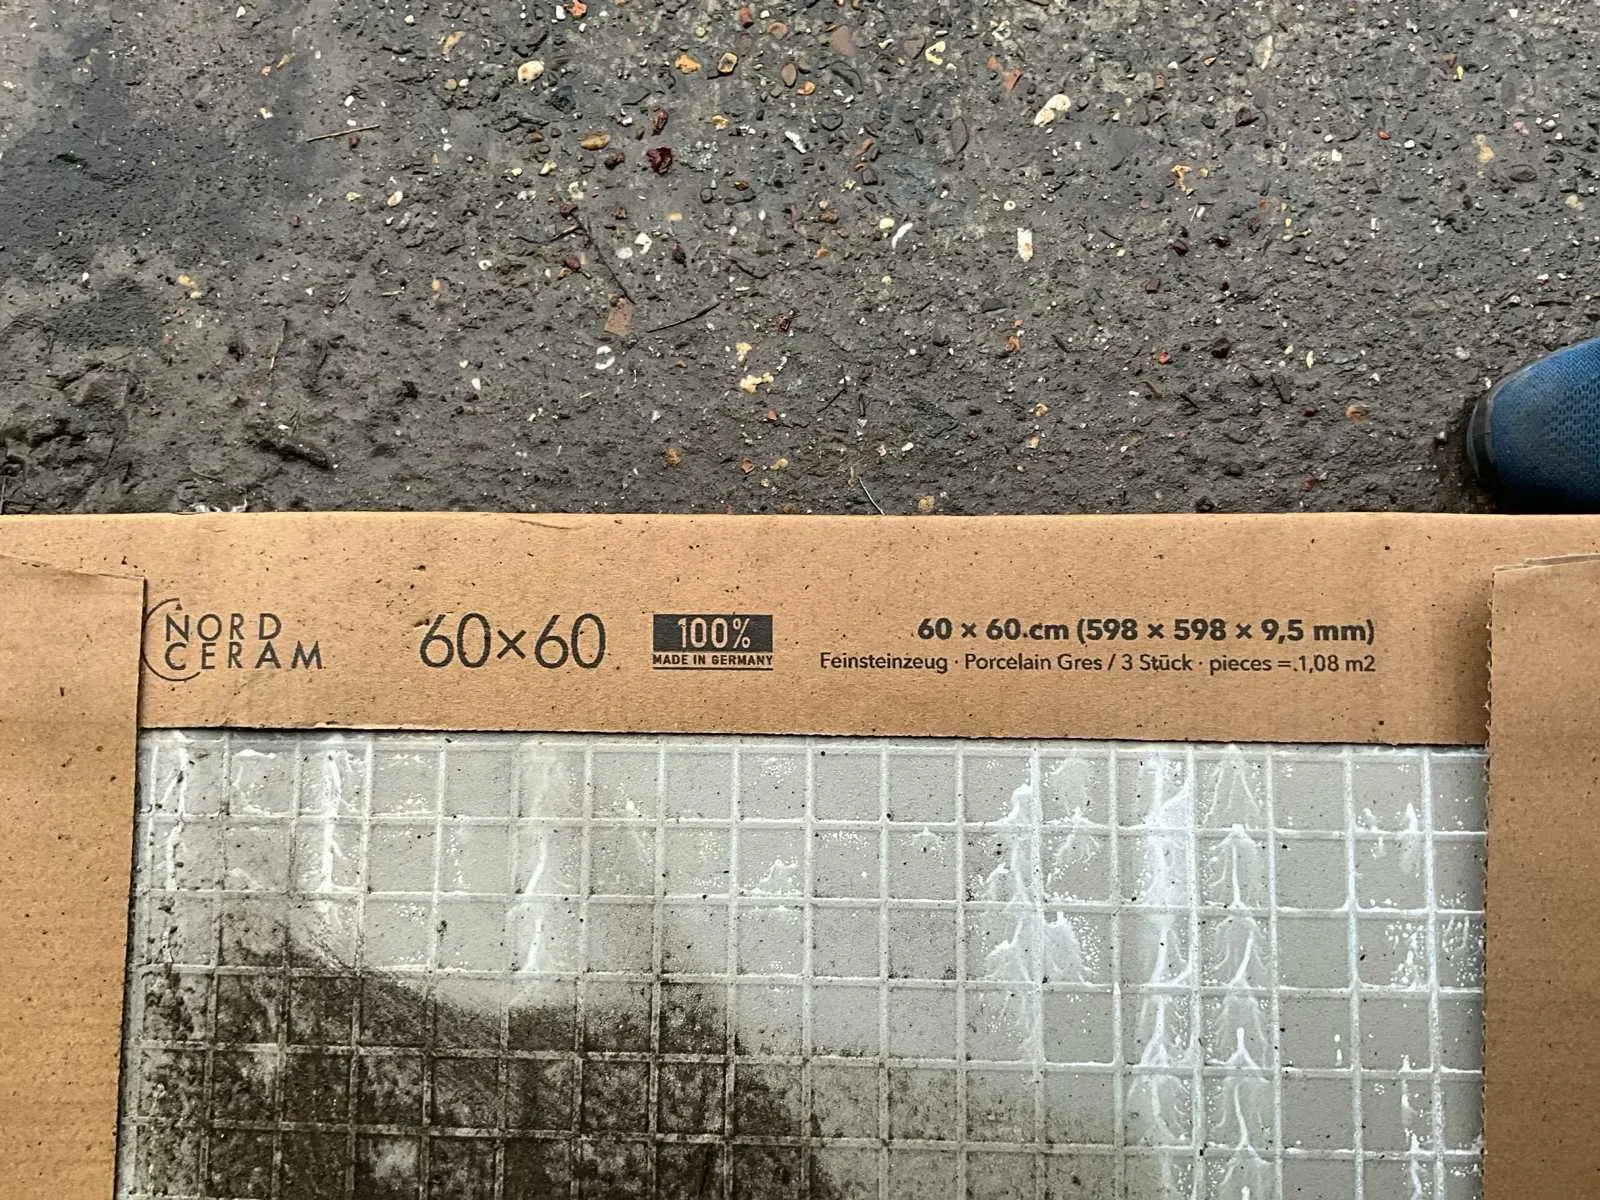 NORD
CERAM
60×60
100%
MADE IN GERMANY
60 × 60 cm (598 × 598 × 9,5 mm)
Feinsteinzeug · Porcelain Gres / 3 Stück · pieces = 1,08 m2